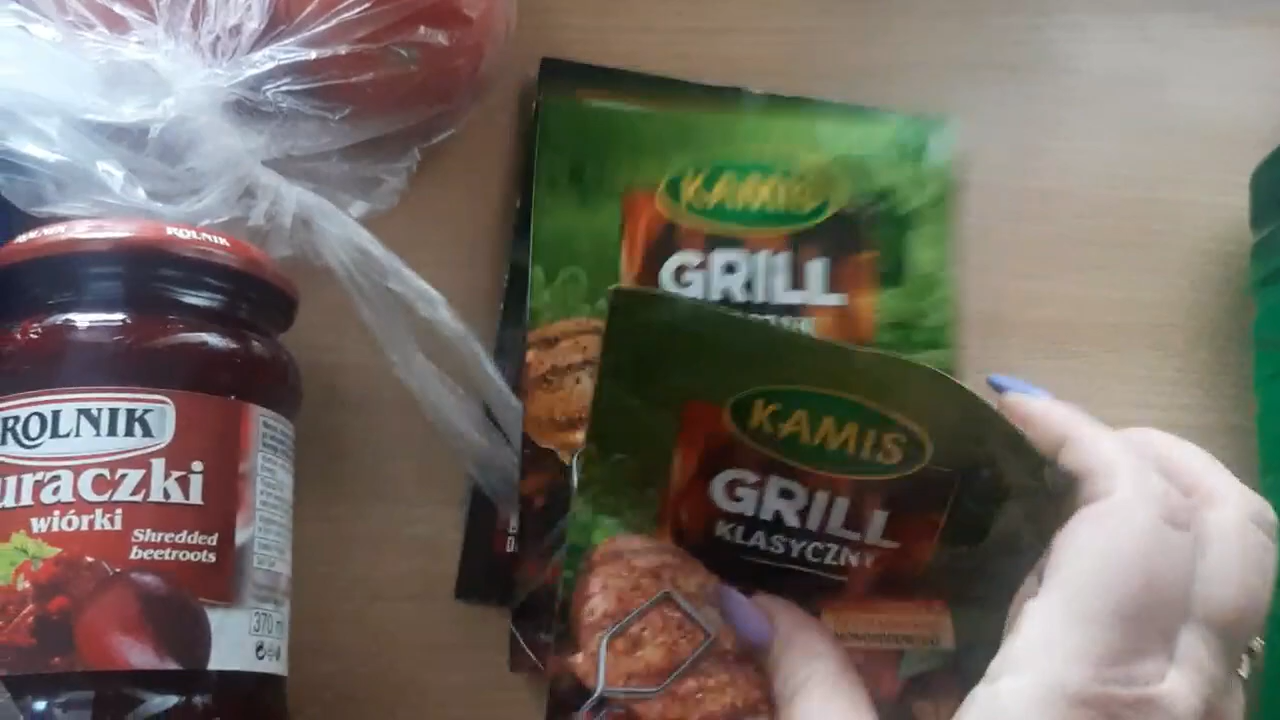 ROLNIK
ROLNIK
ROLNIK
uraczki
wiórki
Shredded
beetroots
370 m
KAMIS
GRILL
KAMIS
GRILL
KLASYCZNY